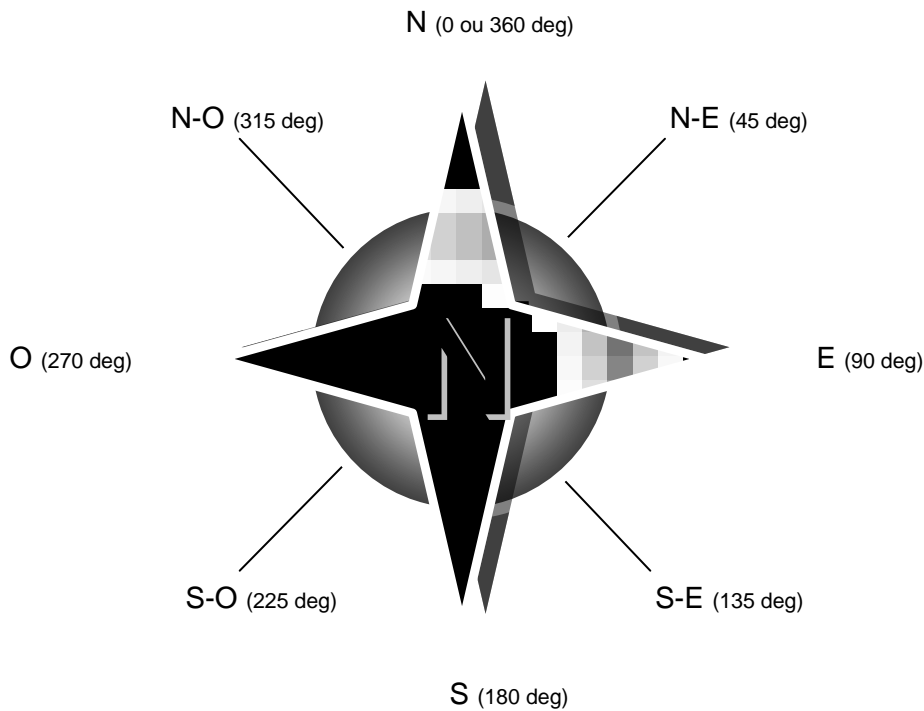 N (0 ou 360 deg)
N-O (315 deg)
N-E (45 deg)
O (270 deg)
N
E (90 deg)
S-O (225 deg)
S-E (135 deg)
S (180 deg)